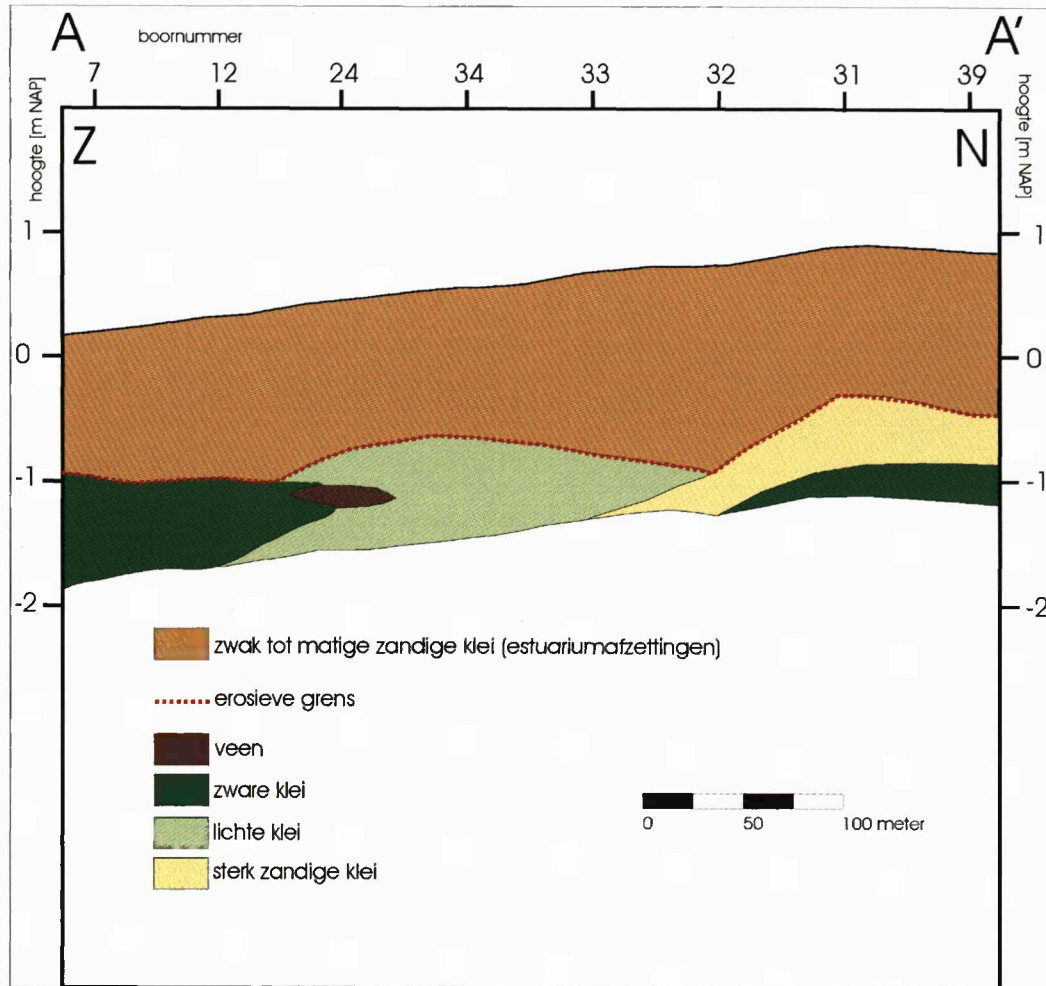 A boornummer A'
7 12 24 34 33 32 31 39
hoogte [m NAP] hoogte [m NAP]
Z N
1 1
0 0
-1 -1
-2 -2
zwak tot matige zandige klei (estuariumafzettingen)
erosieve grens
veen
zware klei
lichte klei
sterk zandige klei
0 50 100 meter